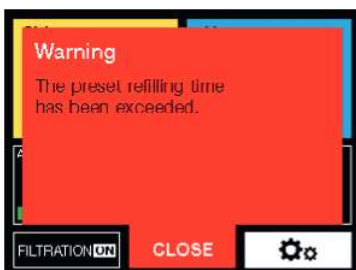 Warning
The preset refilling time
has been exceeded.
FILTRATION ON CLOSE